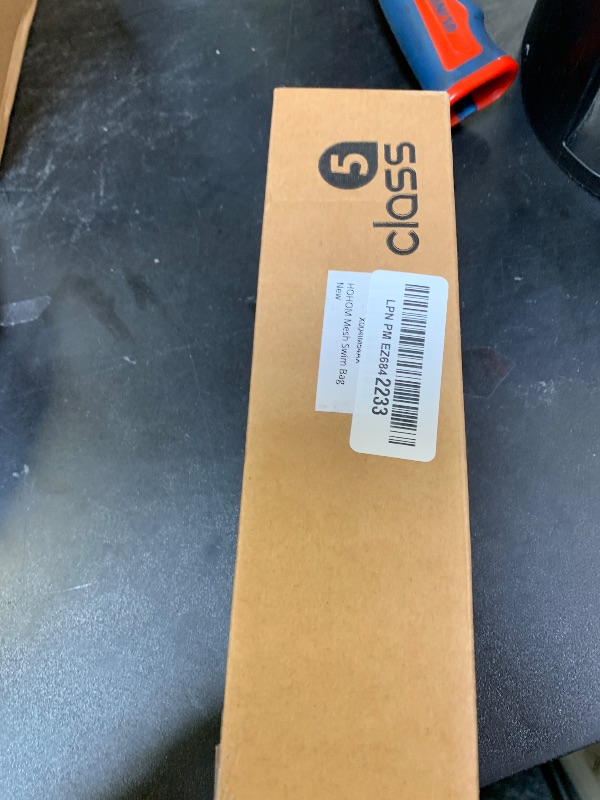 class
5
LPN PM EZ684 2233
HOHOM Mesh Swim Bag
New